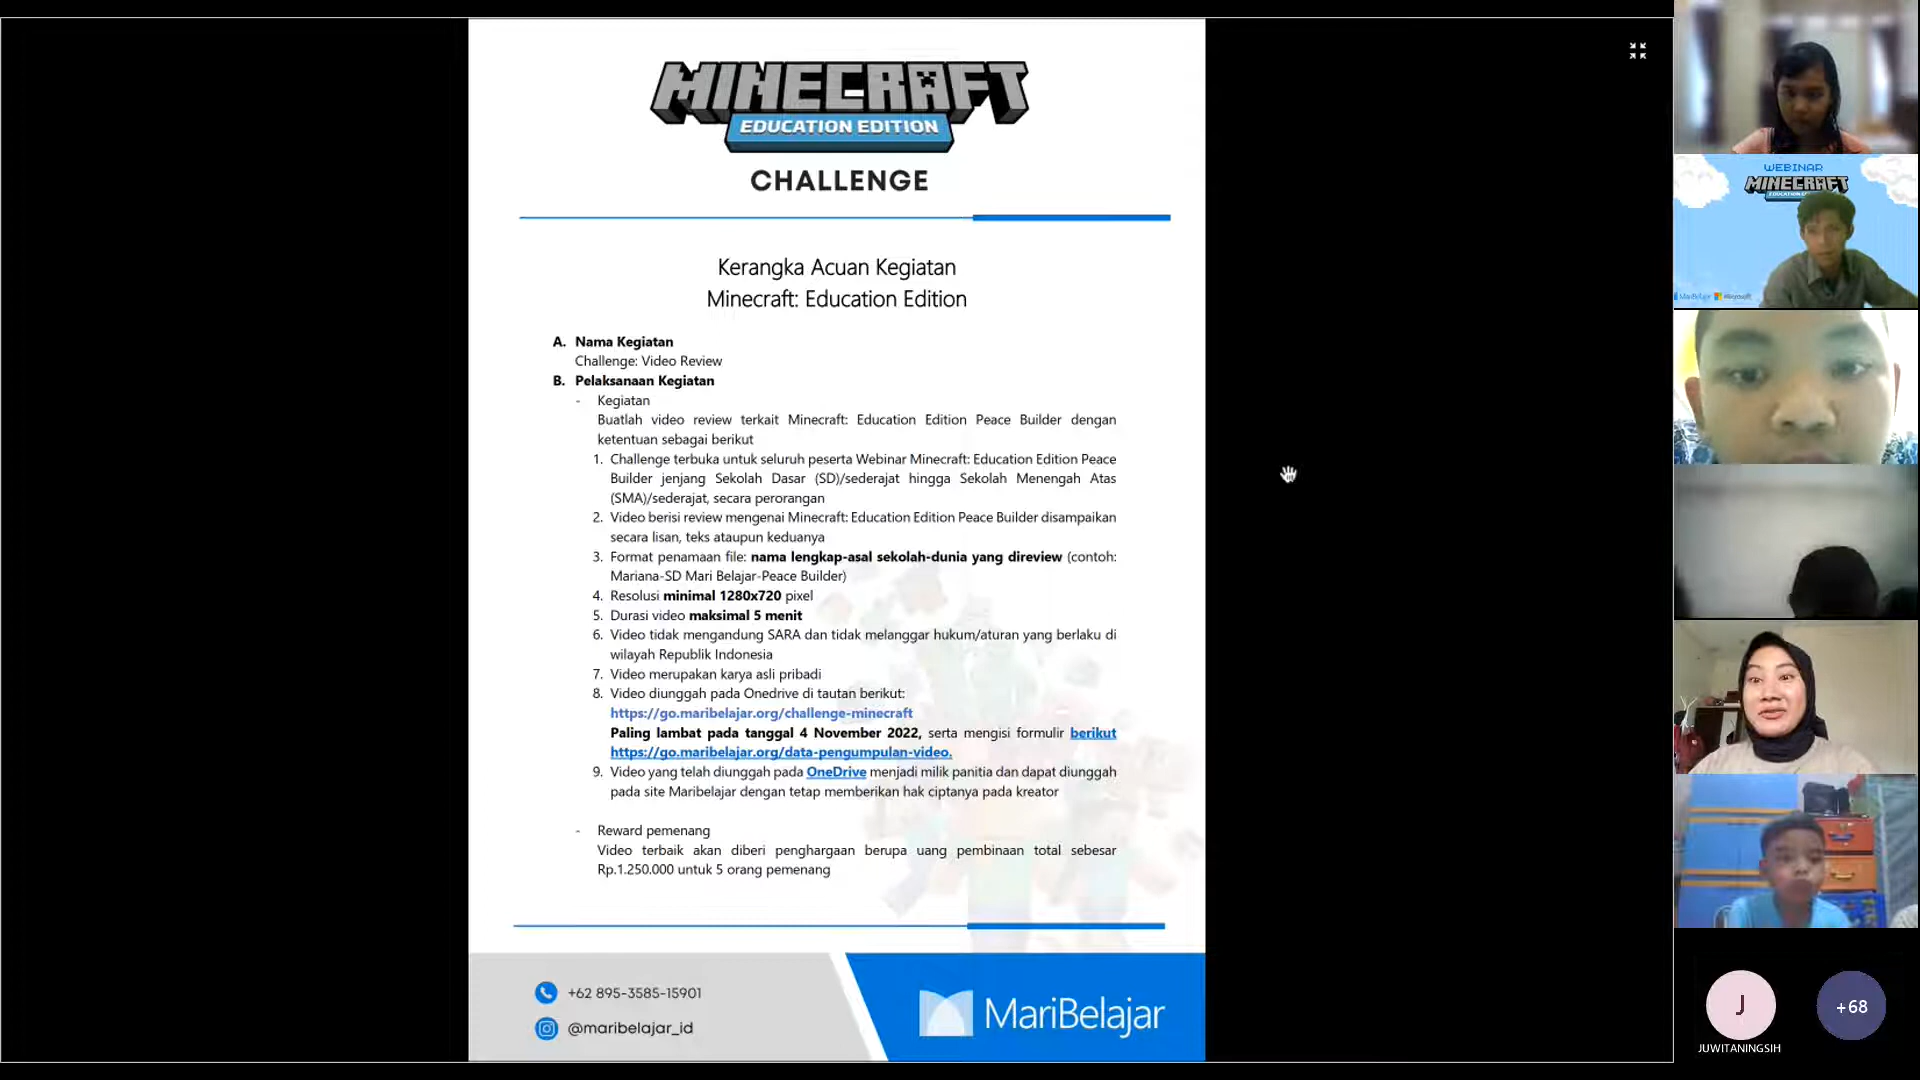 MINECRAFT
EDUCATION EDITION
CHALLENGE
Kerangka Acuan Kegiatan
Minecraft: Education Edition
A. Nama Kegiatan
Challenge: Video Review
B. Pelaksanaan Kegiatan
- Kegiatan
Buatlah video review terkait Minecraft: Education Edition Peace Builder dengan
ketentuan sebagai berikut
1. Challenge terbuka untuk seluruh peserta Webinar Minecraft: Education Edition Peace
Builder jenjang Sekolah Dasar (SD)/sederajat hingga Sekolah Menengah Atas
(SMA)/sederajat, secara perorangan
2. Video berisi review mengenai Minecraft: Education Edition Peace Builder disampaikan
secara lisan, teks ataupun keduanya
3. Format penamaan file: nama lengkap-asal sekolah-dunia yang direview (contoh:
Mariana-SD Mari Belajar-Peace Builder)
4. Resolusi minimal 1280x720 pixel
5. Durasi video maksimal 5 menit
6. Video tidak mengandung SARA dan tidak melanggar hukum/aturan yang berlaku di
wilayah Republik Indonesia
7. Video merupakan karya asli pribadi
8. Video diunggah pada Onedrive di tautan berikut:
https://go.maribelajar.org/challenge-minecraft
Paling lambat pada tanggal 4 November 2022, serta mengisi formulir berikut
https://go.maribelajar.org/data-pengumpulan-video.
9. Video yang telah diunggah pada OneDrive menjadi milik panitia dan dapat diunggah
pada site Maribelajar dengan tetap memberikan hak ciptanya pada kreator
- Reward pemenang
Video terbaik akan diberi penghargaan berupa uang pembinaan total sebesar
Rp.1.250.000 untuk 5 orang pemenang
+62 895-3585-15901
@maribelajar_id
MariBelajar
WEBINAR
MINECRAFT
MariBelajar Microsoft
J
JUWITANINGSIH
+68